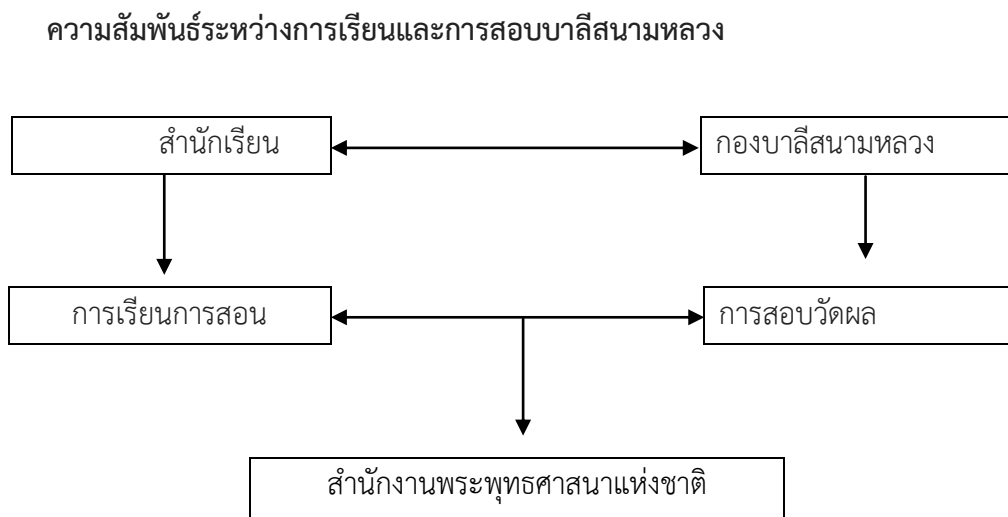 ความสัมพันธ์ระหว่างการเรียนและการสอบบาลีสนามหลวง
สำนักเรียน
กองบาลีสนามหลวง
การเรียนการสอน
การสอบวัดผล
สำนักงานพระพุทธศาสนาแห่งชาติ